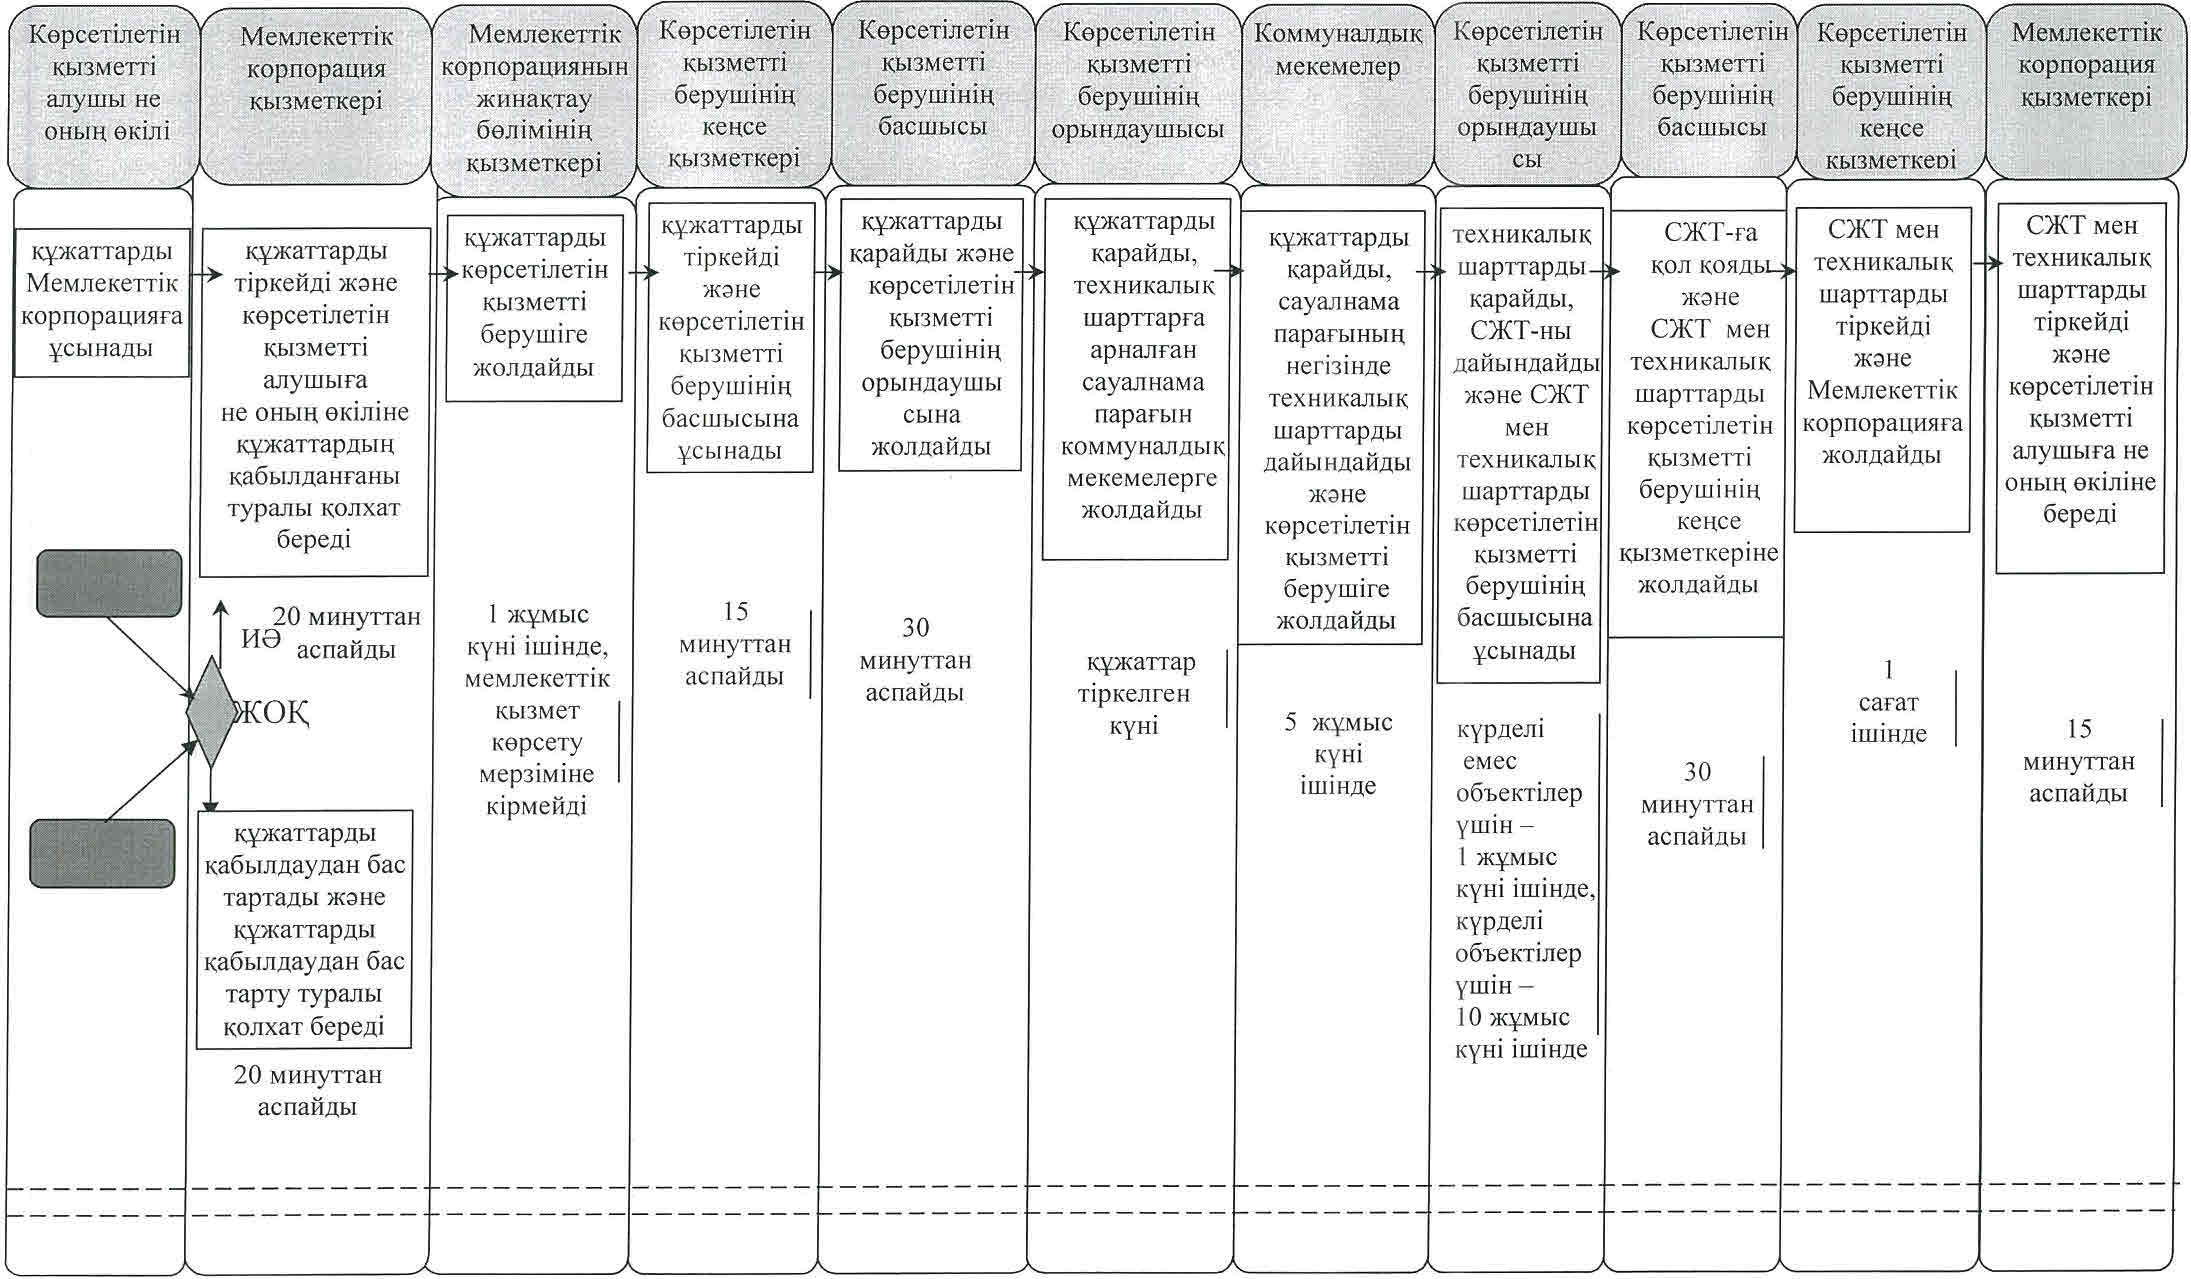 Көрсетілетін
қызметті
алушы не
оның өкілі
Мемлекеттік
корпорация
қызметкері
Мемлекеттік
корпорациянын
жинақтау
бөлімінің
қызметкері
Көрсетілетін
қызметті
берушінің
кеңсе
қызметкері
Көрсетілетін
қызметті
берушінің
басшысы
Көрсетілетін
қызметті
берушінің
орындаушысы
Коммуналдық
мекемелер
Көрсетілетін
қызметті
берушінің
орындаушы
сы
Көрсетілетін
қызметті
берушінің
басшысы
Көрсетілетін
қызметті
берушінің
кеңсе
қызметкері
Мемлекеттік
корпорация
қызметкері
құжаттарды
Мемлекеттік
корпорацияға
ұсынады
құжаттарды
тіркейді және
көрсетілетін
қызметті
алушыға
не оның өкіліне
құжаттардың
қабылданғаны
туралы қолхат
береді
ИӘ
20 минуттан
аспайды
ЖОҚ
құжаттарды
қабылдаудан бас
тартады және
құжаттарды
қабылдаудан бас
тарту туралы
қолхат береді
20 минуттан
аспайды
құжаттарды
көрсетілетін
қызметті
берушіге
жолдайды
1 жұмыс
күні ішінде,
мемлекеттік
қызмет
көрсету
мерзіміне
кірмейді
құжаттарды
тіркейді
және
көрсетілетін
қызметті
берушінің
басшысына
ұсынады
15
минуттан
аспайды
құжаттарды
қарайды және
көрсетілетін
қызметті
берушінің
орындаушы
сына
жолдайды
30
минуттан
аспайды
құжаттарды
қарайды,
техникалық
шарттарға
арналған
сауалнама
парағын
коммуналдық
мекемелерге
жолдайды
құжаттар
тіркелген
күні
құжаттарды
қарайды,
сауалнама
парағының
негізінде
техникалық
шарттарды
дайындайды
және
көрсетілетін
қызметті
берушіге
жолдайды
5 жұмыс
күні
ішінде
техникалық
шарттарды
қарайды,
СЖТ-ны
дайындайды
және СЖТ
мен
техникалық
шарттарды
көрсетілетін
қызметті
берушінің
басшысына
ұсынады
күрделі
емес
объектілер
үшін –
1 жұмыс
күні ішінде,
күрделі
объектілер
үшін –
10 жұмыс
күні ішінде
СЖТ-ға
қол қояды
және
СЖТ мен
техникалық
шарттарды
көрсетілетін
қызметті
берушінің
кеңсе
қызметкеріне
жолдайды
30
минуттан
аспайды
СЖТ мен
техникалық
шарттарды
тіркейді
және
Мемлекеттік
корпорацияға
жолдайды
1
сағат
ішінде
СЖТ мен
техникалық
шарттарды
тіркейді
және
көрсетілетін
қызметті
алушыға не
оның өкіліне
береді
15
минуттан
аспайды